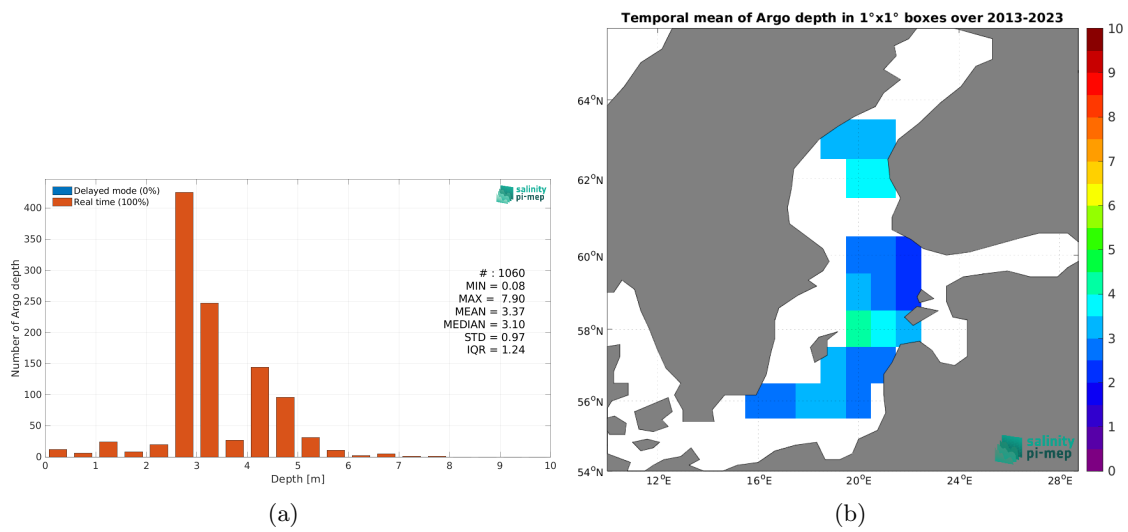 Delayed mode (0%)
Real time (100%)
salinity
pi-mep
Number of Argo depth
400
350
300
250
200
150
100
50
0
# : 1060
MIN = 0.08
MAX = 7.90
MEAN = 3.37
MEDIAN = 3.10
STD = 0.97
IQR = 1.24
0 1 2 3 4 5 6 7 8 9 10
Depth [m]
(a)
Temporal mean of Argo depth in 1°x1° boxes over 2013-2023
64°N
62°N
60°N
58°N
56°N
54°N
12°E 16°E 20°E 24°E 28°E
salinity
pi-mep
10
9
8
7
6
5
4
3
2
1
0
(b)